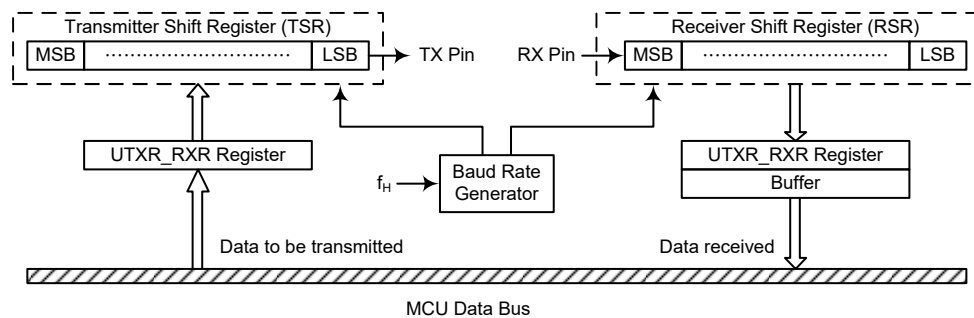 Transmitter Shift Register (TSR)
Receiver Shift Register (RSR)
MSB ........................... LSB
TX Pin
RX Pin
MSB ........................... LSB
UTXR_RXR Register
Baud Rate
Generator
f_H
UTXR_RXR Register
Buffer
Data to be transmitted
Data received
MCU Data Bus